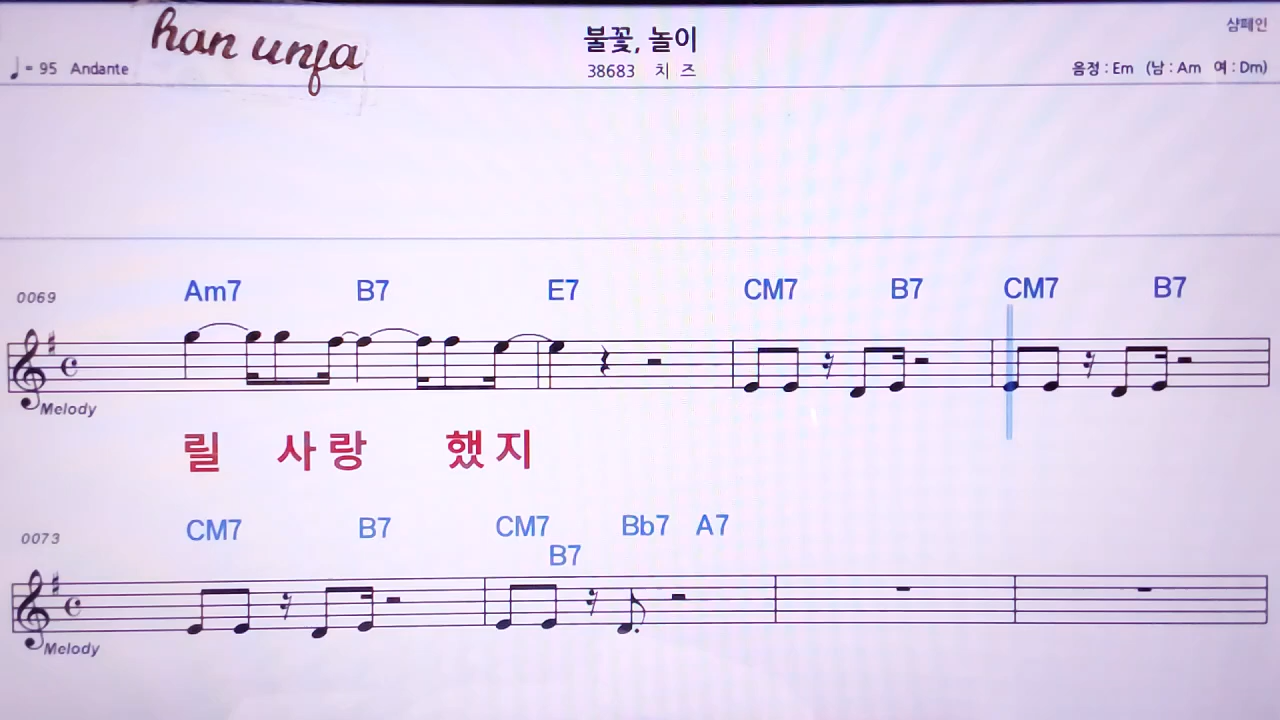 han unfa
불꽃, 놀이
샴페인
♩= 95 Andante
38683 치 즈
음정 : Em (남 : Am 여 : Dm)
0069
Am7 B7 E7 CM7 B7 CM7 B7
Melody
릴 사 랑 했 지
0073
CM7 B7 CM7 Bb7 A7
B7
Melody